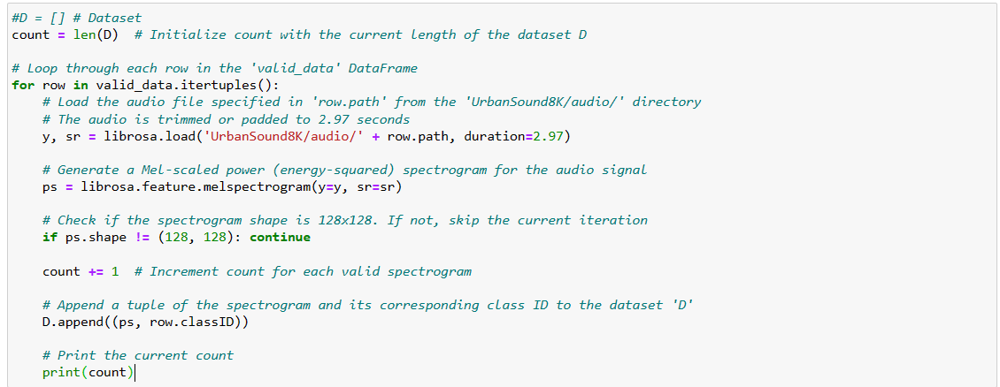 #D = [] # Dataset
count = len(D)  # Initialize count with the current length of the dataset D

# Loop through each row in the 'valid_data' DataFrame
for row in valid_data.itertuples():
    # Load the audio file specified in 'row.path' from the 'UrbanSound8K/audio/' directory
    # The audio is trimmed or padded to 2.97 seconds
    y, sr = librosa.load('UrbanSound8K/audio/' + row.path, duration=2.97)

    # Generate a Mel-scaled power (energy-squared) spectrogram for the audio signal
    ps = librosa.feature.melspectrogram(y=y, sr=sr)

    # Check if the spectrogram shape is 128x128. If not, skip the current iteration
    if ps.shape != (128, 128): continue

    count += 1  # Increment count for each valid spectrogram

    # Append a tuple of the spectrogram and its corresponding class ID to the dataset 'D'
    D.append((ps, row.classID))

    # Print the current count
    print(count)